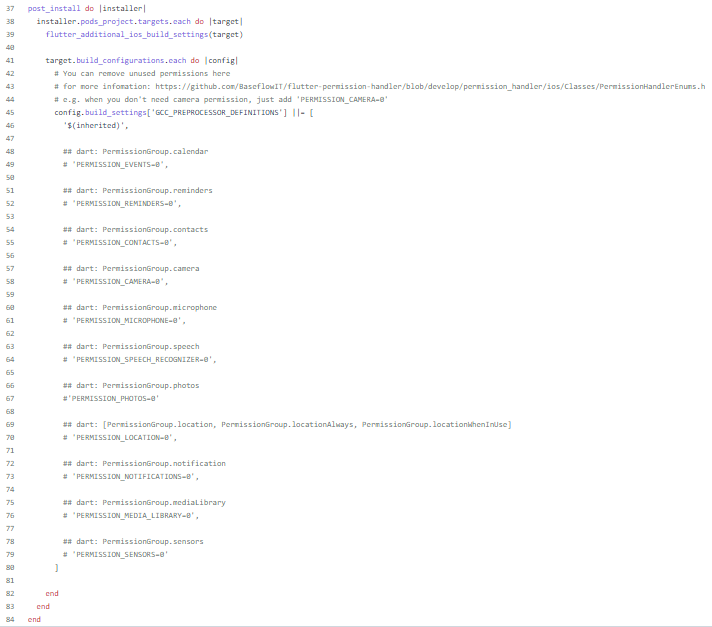 37 post_install do |installer|
38 installer.pods_project.targets.each do |target|
39 flutter_additional_ios_build_settings(target)
40
41 target.build_configurations.each do |config|
42 # You can remove unused permissions here
43 # for more infomation: https://github.com/BaseflowIT/flutter-permission-handler/blob/develop/permission_handler/ios/Classes/PermissionHandlerEnums.h
44 # e.g. when you don't need camera permission, just add 'PERMISSION_CAMERA=0'
45 config.build_settings['GCC_PREPROCESSOR_DEFINITIONS'] ||= [
46 '$(inherited)',
47
48 ## dart: PermissionGroup.calendar
49 # 'PERMISSION_EVENTS=0',
50
51 ## dart: PermissionGroup.reminders
52 # 'PERMISSION_REMINDERS=0',
53
54 ## dart: PermissionGroup.contacts
55 # 'PERMISSION_CONTACTS=0',
56
57 ## dart: PermissionGroup.camera
58 # 'PERMISSION_CAMERA=0',
59
60 ## dart: PermissionGroup.microphone
61 # 'PERMISSION_MICROPHONE=0',
62
63 ## dart: PermissionGroup.speech
64 # 'PERMISSION_SPEECH_RECOGNIZER=0',
65
66 ## dart: PermissionGroup.photos
67 #'PERMISSION_PHOTOS=0'
68
69 ## dart: [PermissionGroup.location, PermissionGroup.locationAlways, PermissionGroup.locationWhenInUse]
70 # 'PERMISSION_LOCATION=0',
71
72 ## dart: PermissionGroup.notification
73 # 'PERMISSION_NOTIFICATIONS=0',
74
75 ## dart: PermissionGroup.mediaLibrary
76 # 'PERMISSION_MEDIA_LIBRARY=0',
77
78 ## dart: PermissionGroup.sensors
79 # 'PERMISSION_SENSORS=0'
80 ]
81
82 end
83 end
84 end